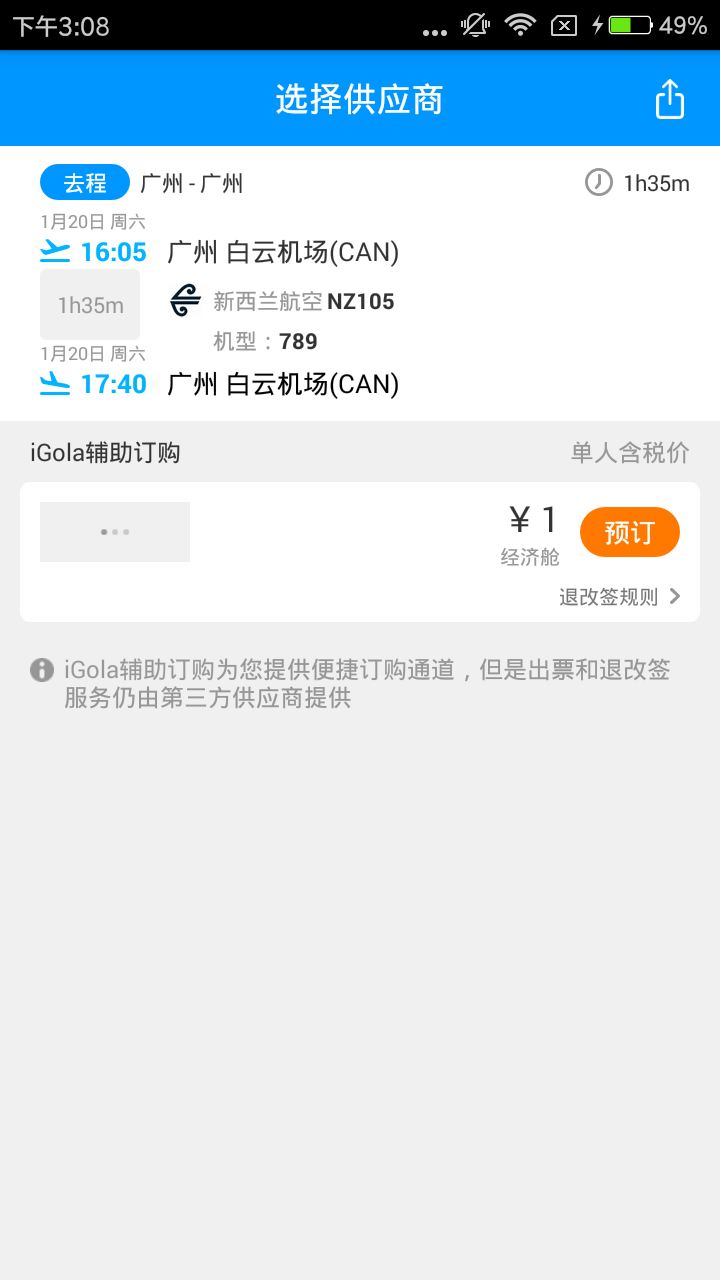 下午3:08
49%
选择供应商
去程 广州 - 广州 1h35m
1月20日 周六
16:05 广州 白云机场(CAN)
1h35m 新西兰航空 NZ105
机型：789
1月20日 周六
17:40 广州 白云机场(CAN)
iGola辅助订购 单人含税价
¥ 1 预订
经济舱
退改签规则
iGola辅助订购为您提供便捷订购通道，但是出票和退改签
服务仍由第三方供应商提供